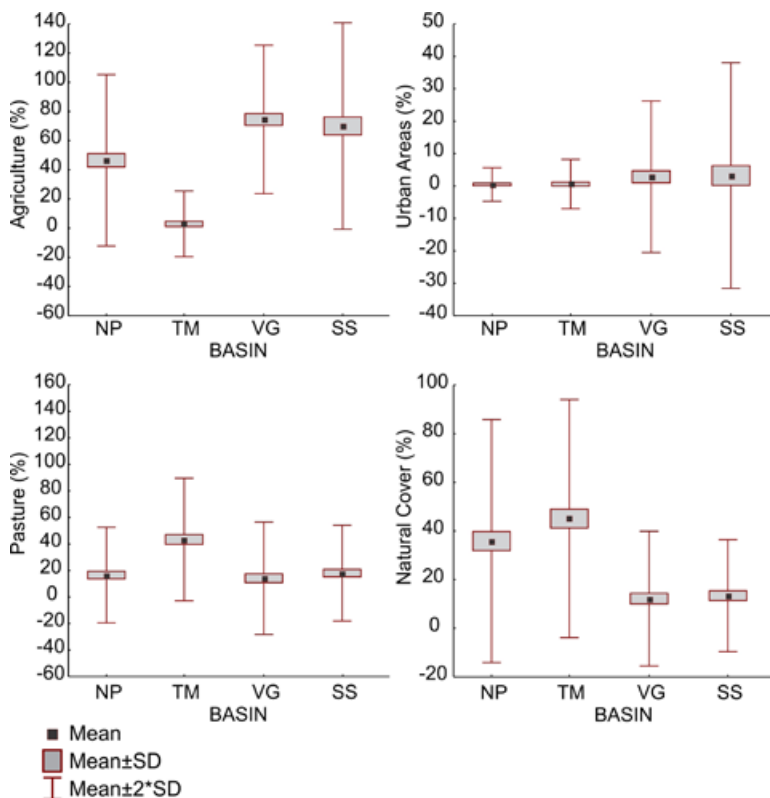 Agriculture (%)
140
120
100
80
60
40
20
0
-20
-40
-60
NP TM VG SS
BASIN
Urban Areas (%)
50
40
30
20
10
0
-10
-20
-30
-40
NP TM VG SS
BASIN
Pasture (%)
160
140
120
100
80
60
40
20
0
-20
-40
-60
NP TM VG SS
BASIN
Natural Cover (%)
100
80
60
40
20
0
-20
NP TM VG SS
BASIN
Mean
Mean±SD
Mean±2*SD